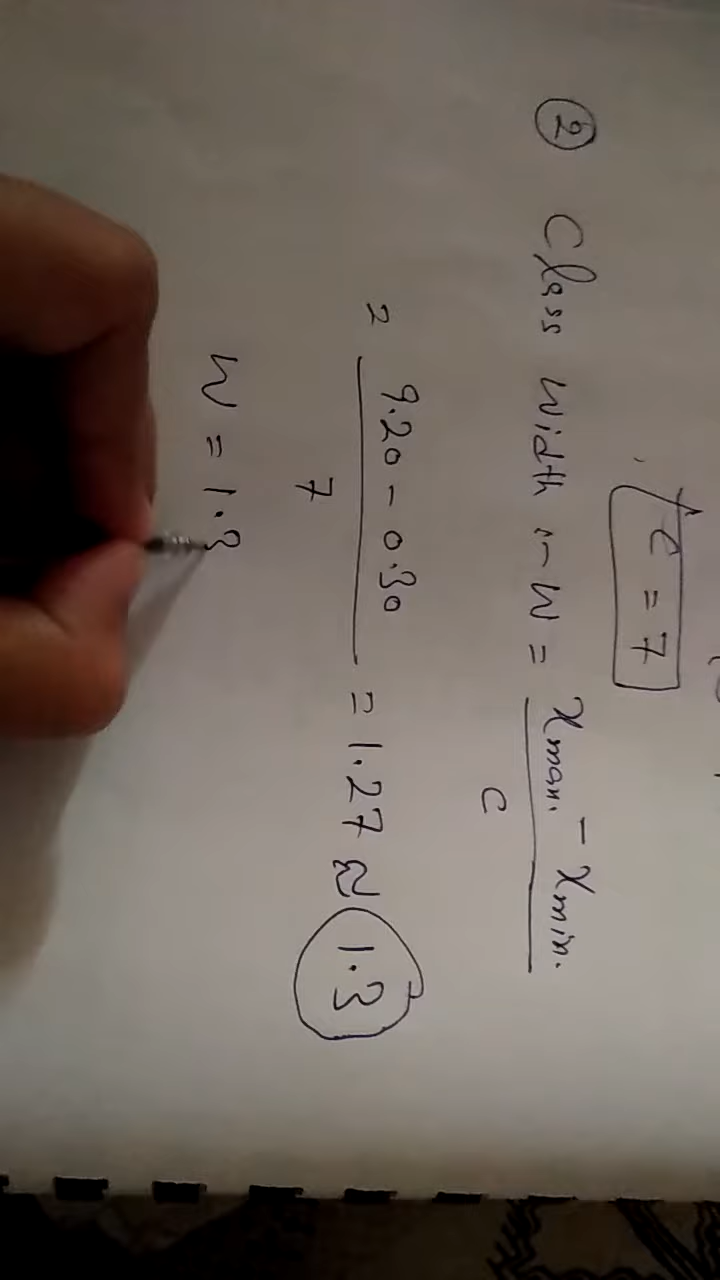 C = 7
② Class width :- W = xmax. - xmin. / C
= 9.20 - 0.30 / 7 = 1.27 ≈ 1.3
W = 1.3